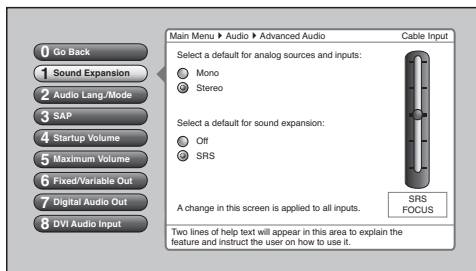 Main Menu ▸ Audio ▸ Advanced Audio Cable Input
0 Go Back
1 Sound Expansion
2 Audio Lang./Mode
3 SAP
4 Startup Volume
5 Maximum Volume
6 Fixed/Variable Out
7 Digital Audio Out
8 DVI Audio Input
Select a default for analog sources and inputs:
Mono
Stereo
Select a default for sound expansion:
Off
SRS
A change in this screen is applied to all inputs.
SRS
FOCUS
Two lines of help text will appear in this area to explain the
feature and instruct the user on how to use it.